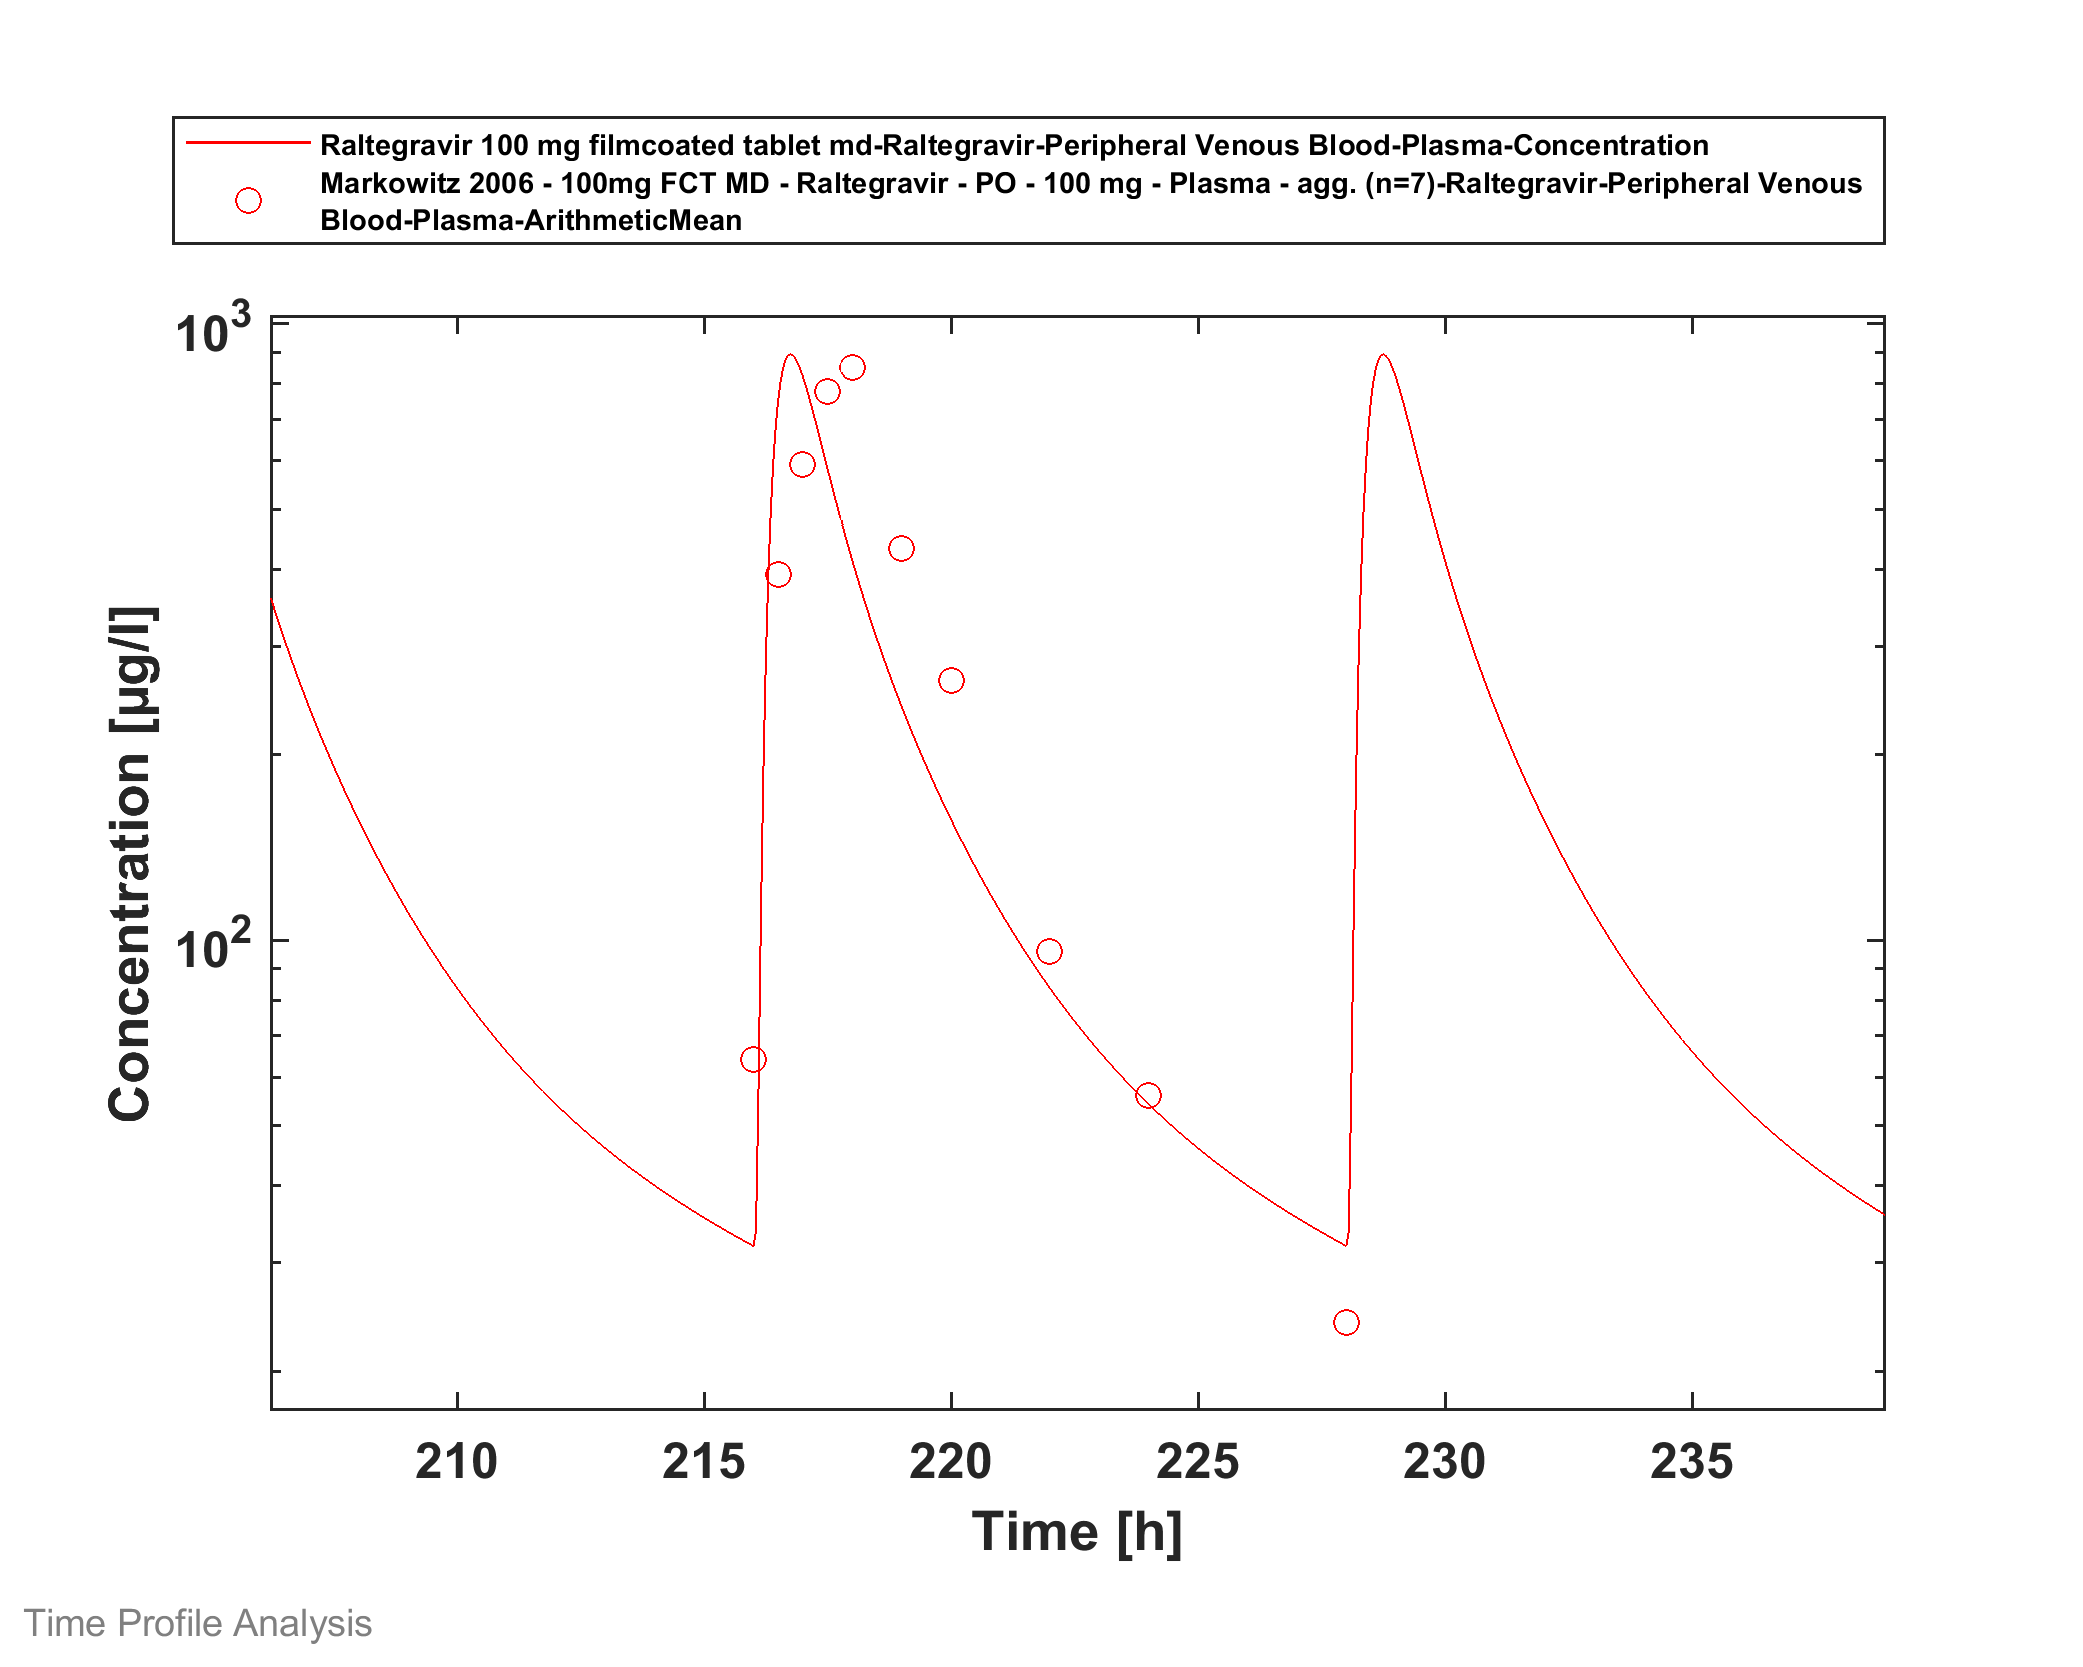 Raltegravir 100 mg filmcoated tablet md-Raltegravir-Peripheral Venous Blood-Plasma-Concentration
Markowitz 2006 - 100mg FCT MD - Raltegravir - PO - 100 mg - Plasma - agg. (n=7)-Raltegravir-Peripheral Venous
Blood-Plasma-ArithmeticMean
10³
10²
Concentration [µg/l]
210 215 220 225 230 235
Time [h]
Time Profile Analysis